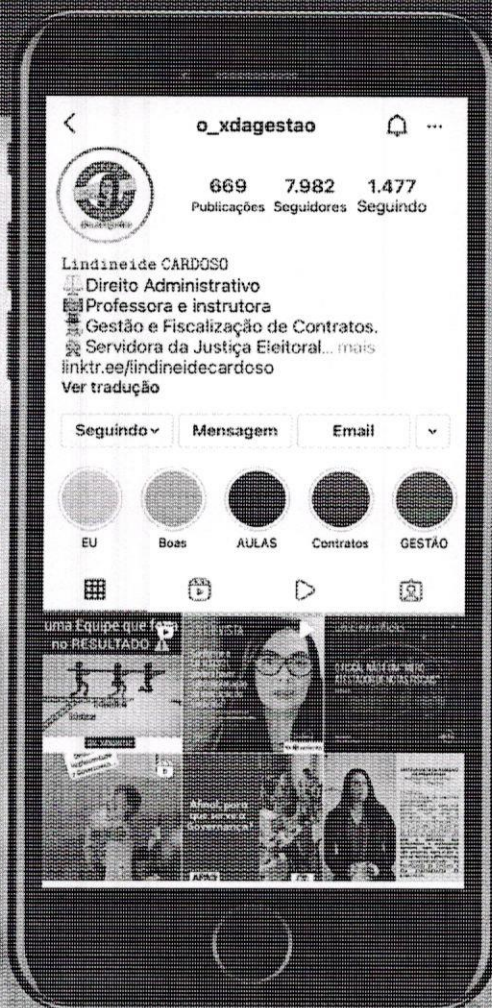 o_xdagestao
...
669 7.982 1.477
Publicações Seguidores Seguindo
Lindineide CARDOSO
Direito Administrativo
Professora e instrutora
Gestão e Fiscalização de Contratos.
Servidora da Justiça Eleitoral... mais
linktr.ee/lindineidecardoso
Ver tradução
Seguindo Mensagem Email
EU Boas AULAS Contratos GESTÃO
uma Equipe que
no RESULTADO
Afinal, para
que serve a
Governança?